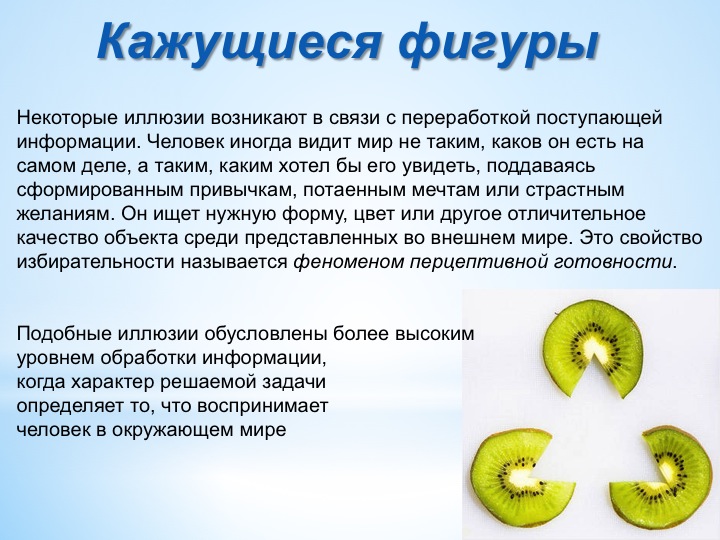 Кажущиеся фигуры
Некоторые иллюзии возникают в связи с переработкой поступающей
информации. Человек иногда видит мир не таким, каков он есть на
самом деле, а таким, каким хотел бы его увидеть, поддаваясь
сформированным привычкам, потаенным мечтам или страстным
желаниям. Он ищет нужную форму, цвет или другое отличительное
качество объекта среди представленных во внешнем мире. Это свойство
избирательности называется феноменом перцептивной готовности.
Подобные иллюзии обусловлены более высоким
уровнем обработки информации,
когда характер решаемой задачи
определяет то, что воспринимает
человек в окружающем мире